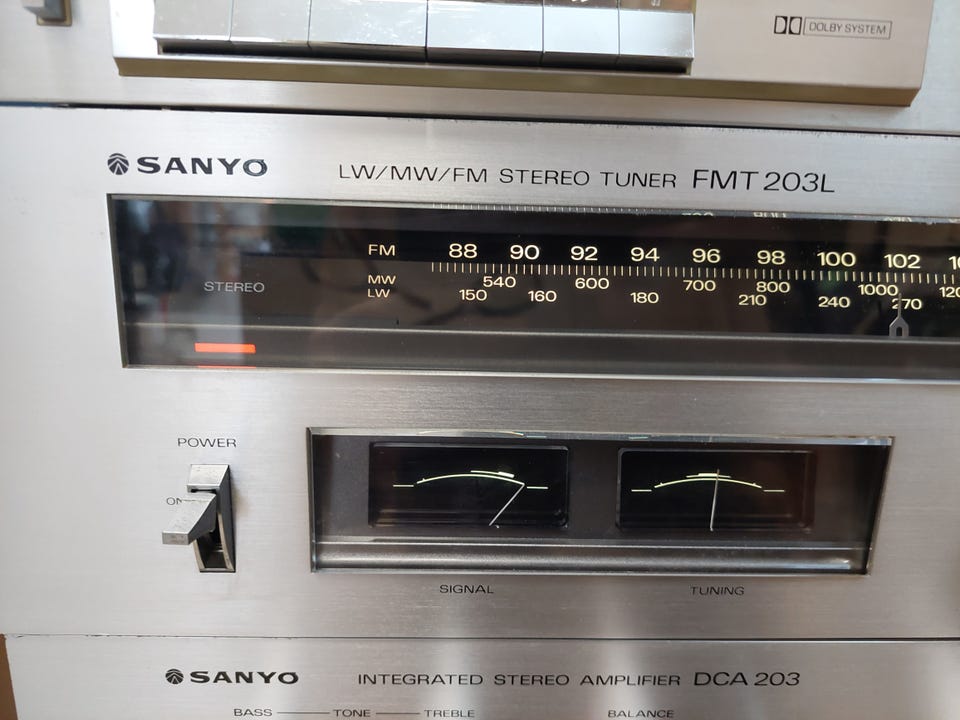 DOLBY SYSTEM
SANYO LW/MW/FM STEREO TUNER FMT 203L
FM 88 90 92 94 96 98 100 102
MW 540 600 700 800 1000
LW 150 160 180 210 240 270
STEREO
POWER
SIGNAL TUNING
SANYO INTEGRATED STEREO AMPLIFIER DCA 203
BASS TONE TREBLE BALANCE